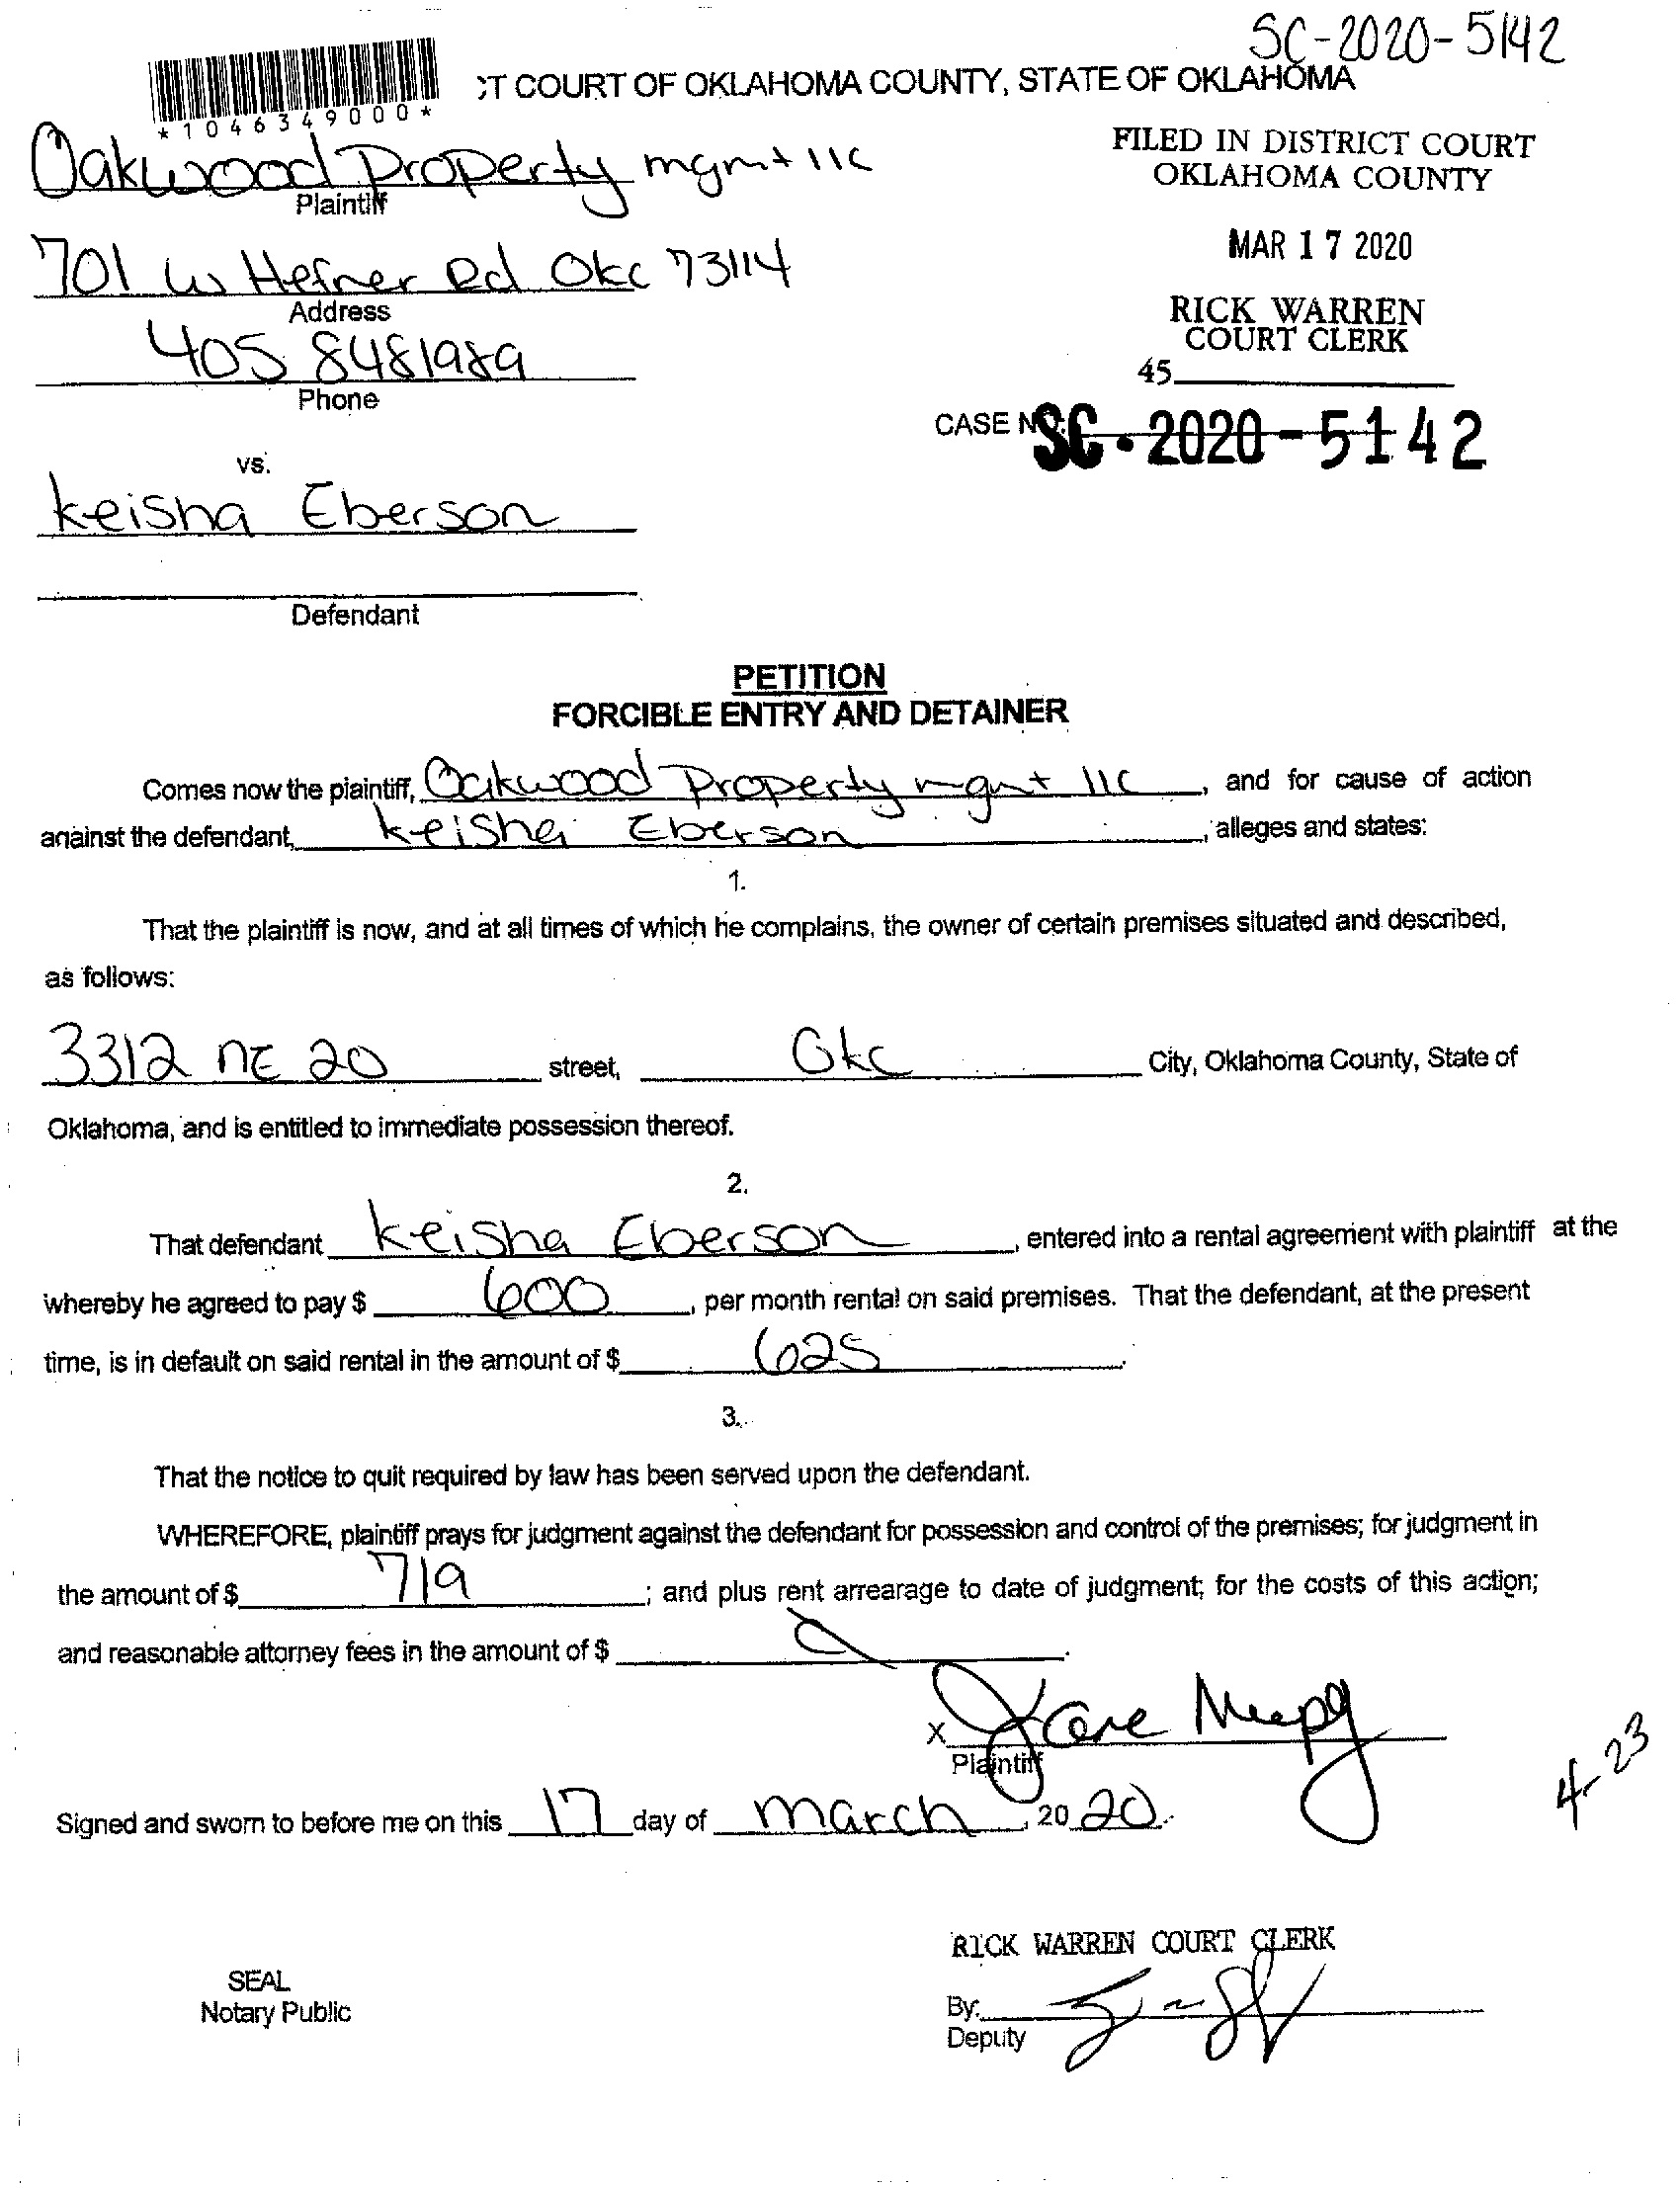 SC-2020-5142
CT COURT OF OKLAHOMA COUNTY, STATE OF OKLAHOMA
*1046349000*
FILED IN DISTRICT COURT
OKLAHOMA COUNTY
Oakwood Property mgmt llc
Plaintiff
MAR 17 2020
701 W Hefner Rd Okc 73114
Address
RICK WARREN
COURT CLERK
405 8481989
45
Phone
CASE NO. SC-2020-5142
vs.
Keisha Eberson
Defendant
PETITION
FORCIBLE ENTRY AND DETAINER
Comes now the plaintiff, Oakwood Property mgmt llc, and for cause of action
against the defendant, Keisha Eberson, alleges and states:
1.
That the plaintiff is now, and at all times of which he complains, the owner of certain premises situated and described,
as follows:
3312 NE 20 street, Okc City, Oklahoma County, State of
Oklahoma, and is entitled to immediate possession thereof.
2.
That defendant Keisha Eberson, entered into a rental agreement with plaintiff at the
whereby he agreed to pay $ 600, per month rental on said premises. That the defendant, at the present
time, is in default on said rental in the amount of $ 625.
3.
That the notice to quit required by law has been served upon the defendant.
WHEREFORE, plaintiff prays for judgment against the defendant for possession and control of the premises; for judgment in
the amount of $ 719; and plus rent arrearage to date of judgment; for the costs of this action;
and reasonable attorney fees in the amount of $
X
Plaintiff
4-23
Signed and sworn to before me on this 17 day of March, 2020.
RICK WARREN COURT CLERK
SEAL
Notary Public
By:
Deputy